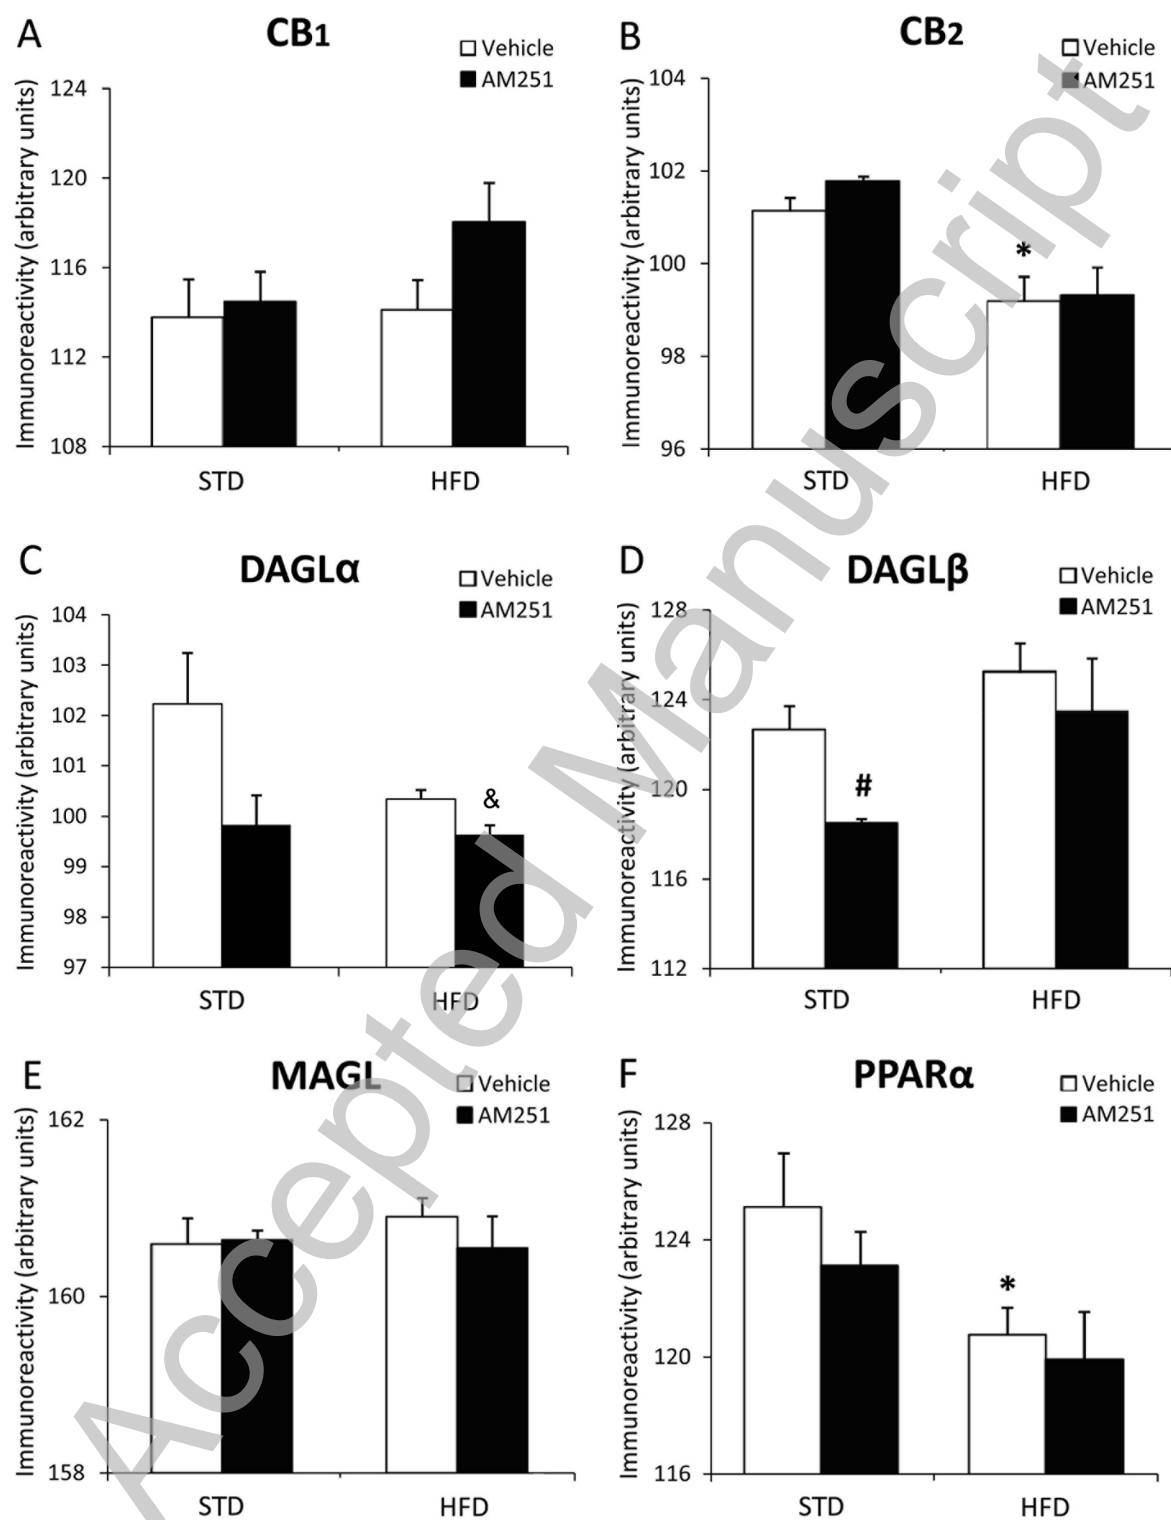 A
CB1
Vehicle
AM251
Immunoreactivity (arbitrary units)
124
120
116
112
108
STD
HFD
B
CB2
Vehicle
AM251
Immunoreactivity (arbitrary units)
104
102
100
98
96
*
STD
HFD
C
DAGLα
Vehicle
AM251
Immunoreactivity (arbitrary units)
104
103
102
101
100
99
98
97
&
STD
HFD
D
DAGLβ
Vehicle
AM251
Immunoreactivity (arbitrary units)
128
124
120
116
112
#
STD
HFD
E
MAGL
Vehicle
AM251
Immunoreactivity (arbitrary units)
162
160
158
STD
HFD
F
PPARα
Vehicle
AM251
Immunoreactivity (arbitrary units)
128
124
120
116
*
STD
HFD
Accepted Manuscript